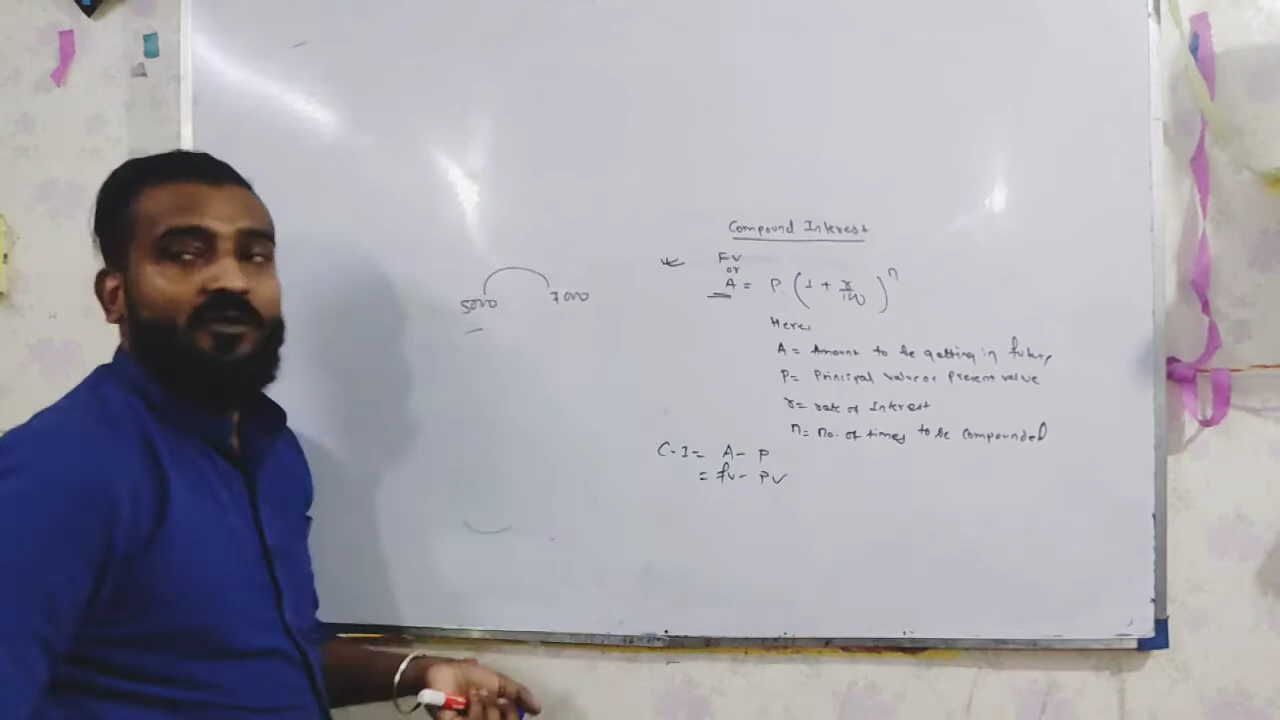 Compound Interest
FV
or
A = P (1 + r/100)^n
Here,
A = Amount to be getting in future
P = Principal value or Present value
r = rate of Interest
n = no. of times to be compounded
C.I = A - P
= fv - PV
5000 7000